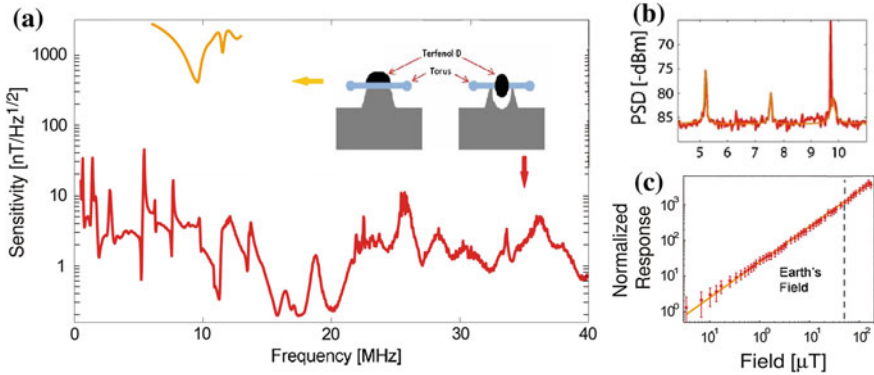 (a)
Sensitivity [nT/Hz1/2]
1000
100
10
1
0
10
20
30
40
Frequency [MHz]
Terfenol D
Torus
(b)
PSD [-dBm]
65
75
85
5
6
7
8
9
10
(c)
Normalized
Response
10³
10²
10¹
10⁰
Earth's
Field
10¹
10⁰
10¹
10²
Field [µT]